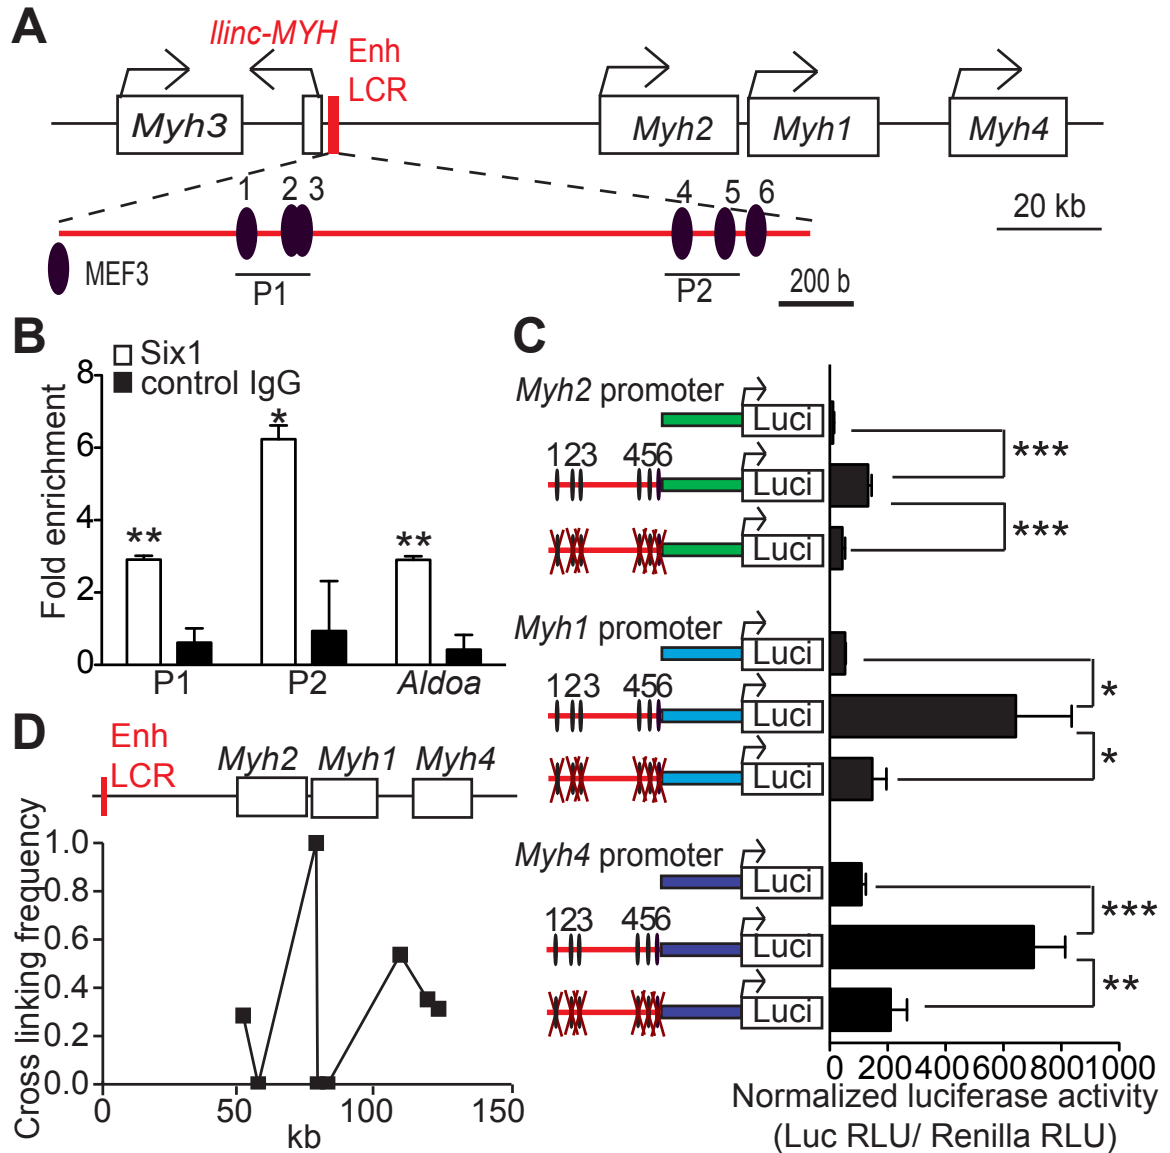 A
llinc-MYH
Enh
LCR
Myh3
Myh2
Myh1
Myh4
1 2 3 4 5 6
20 kb
MEF3
P1
P2
200 b
B
Six1
control IgG
Fold enrichment
8
6
4
2
0
** * **
P1 P2 Aldoa
C
Myh2 promoter
Luci
123 456
Luci
Luci
***
***
Myh1 promoter
Luci
123 456
Luci
Luci
*
*
Myh4 promoter
Luci
123 456
Luci
Luci
***
**
0 200 400 600 800 1000
Normalized luciferase activity
(Luc RLU/ Renilla RLU)
D
Enh
LCR
Myh2 Myh1 Myh4
Cross linking frequency
1.0
0.8
0.6
0.4
0.2
0.0
0 50 100 150
kb